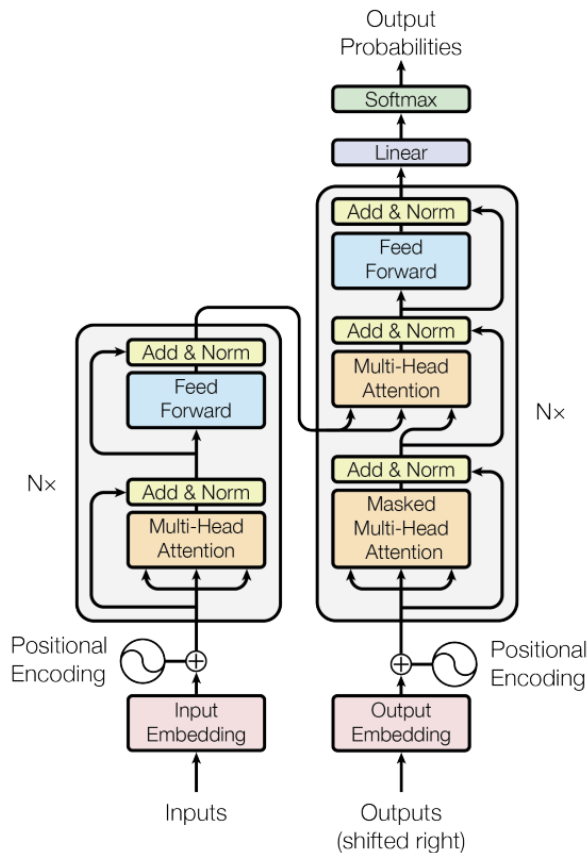 Output
Probabilities
Softmax
Linear
Add & Norm
Feed
Forward
Add & Norm
Multi-Head
Attention
Add & Norm
Masked
Multi-Head
Attention
N×
Add & Norm
Feed
Forward
Add & Norm
Multi-Head
Attention
N×
Positional
Encoding
Positional
Encoding
Input
Embedding
Output
Embedding
Inputs
Outputs
(shifted right)